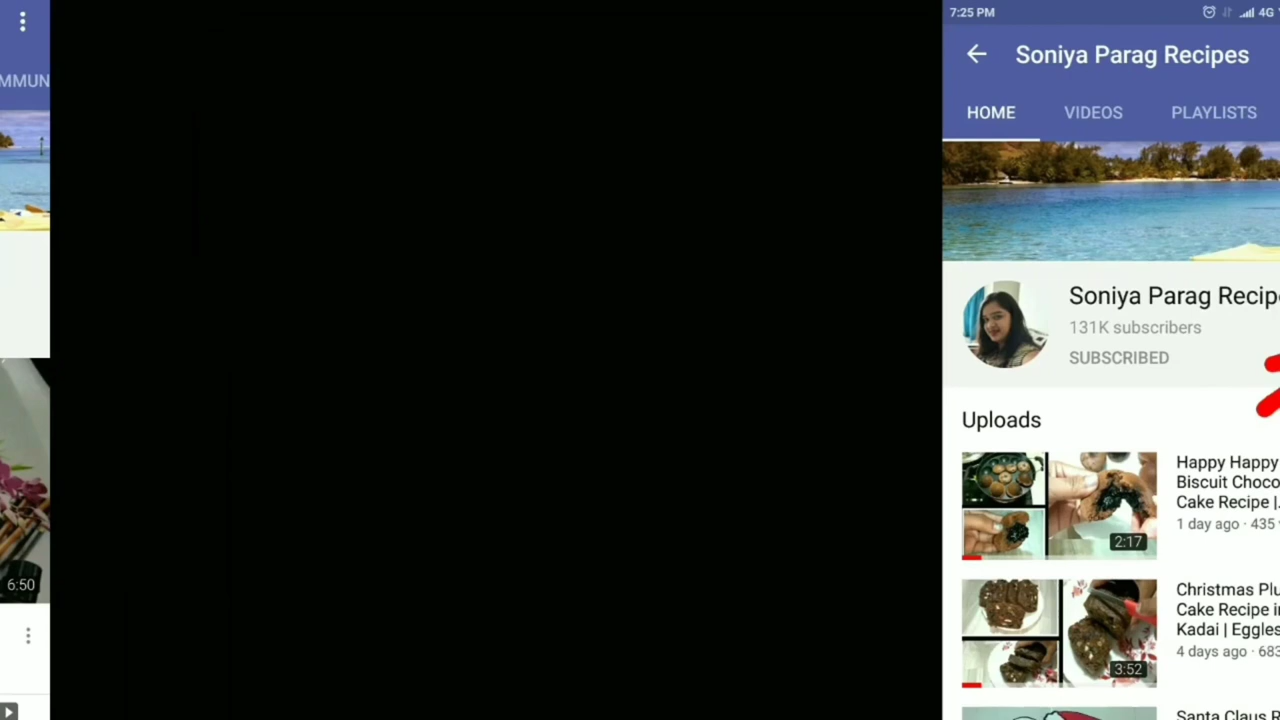 MMUN
6:50
7:25 PM
4G
Soniya Parag Recipes
HOME VIDEOS PLAYLISTS
Soniya Parag Recip
131K subscribers
SUBSCRIBED
Uploads
Happy Happy
Biscuit Choco
Cake Recipe |.
1 day ago · 435
2:17
Christmas Plu
Cake Recipe i
Kadai | Eggles
4 days ago · 683
3:52
Santa Claus